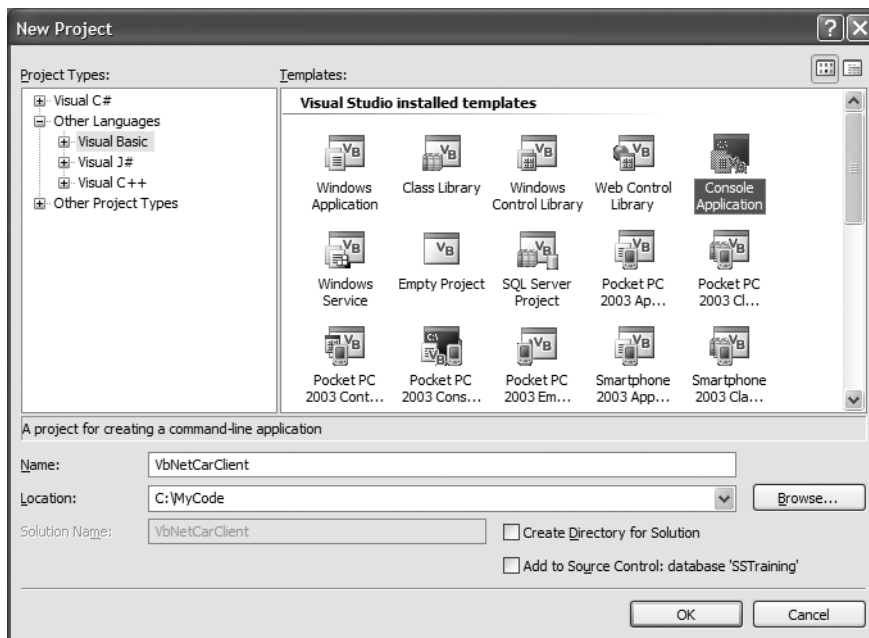 New Project
Project Types:
Templates:
Visual C#
Other Languages
Visual Basic
Visual J#
Visual C++
Other Project Types
Visual Studio installed templates
Windows Application
Class Library
Windows Control Library
Web Control Library
Console Application
Windows Service
Empty Project
SQL Server Project
Pocket PC 2003 Ap...
Pocket PC 2003 Cl...
Pocket PC 2003 Cont...
Pocket PC 2003 Cons...
Pocket PC 2003 Em...
Smartphone 2003 App...
Smartphone 2003 Cla...
A project for creating a command-line application
Name:
VbNetCarClient
Location:
C:\MyCode
Browse...
Solution Name:
VbNetCarClient
Create Directory for Solution
Add to Source Control: database 'SSTraining'
OK
Cancel